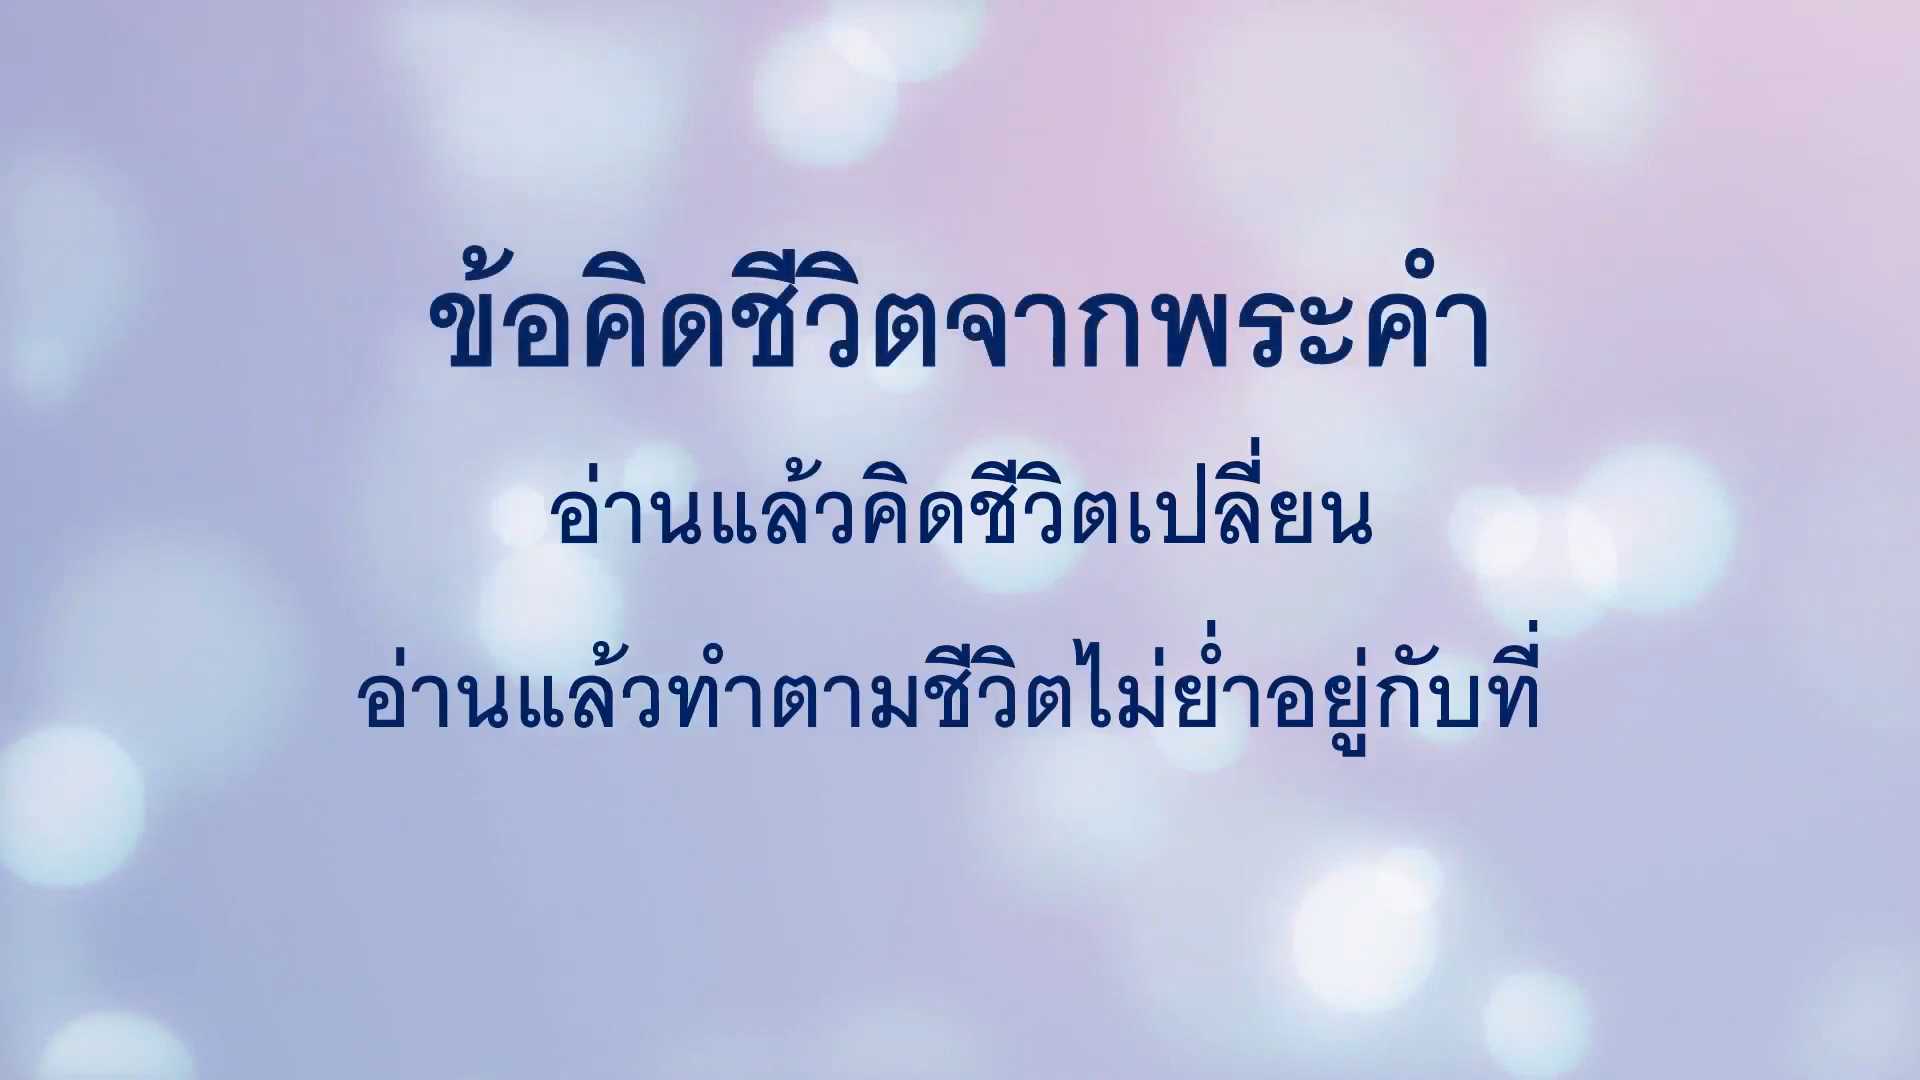 ข้อคิดชีวิตจากพระคำ
อ่านแล้วคิดชีวิตเปลี่ยน
อ่านแล้วทำตามชีวิตไม่ย่ำอยู่กับที่